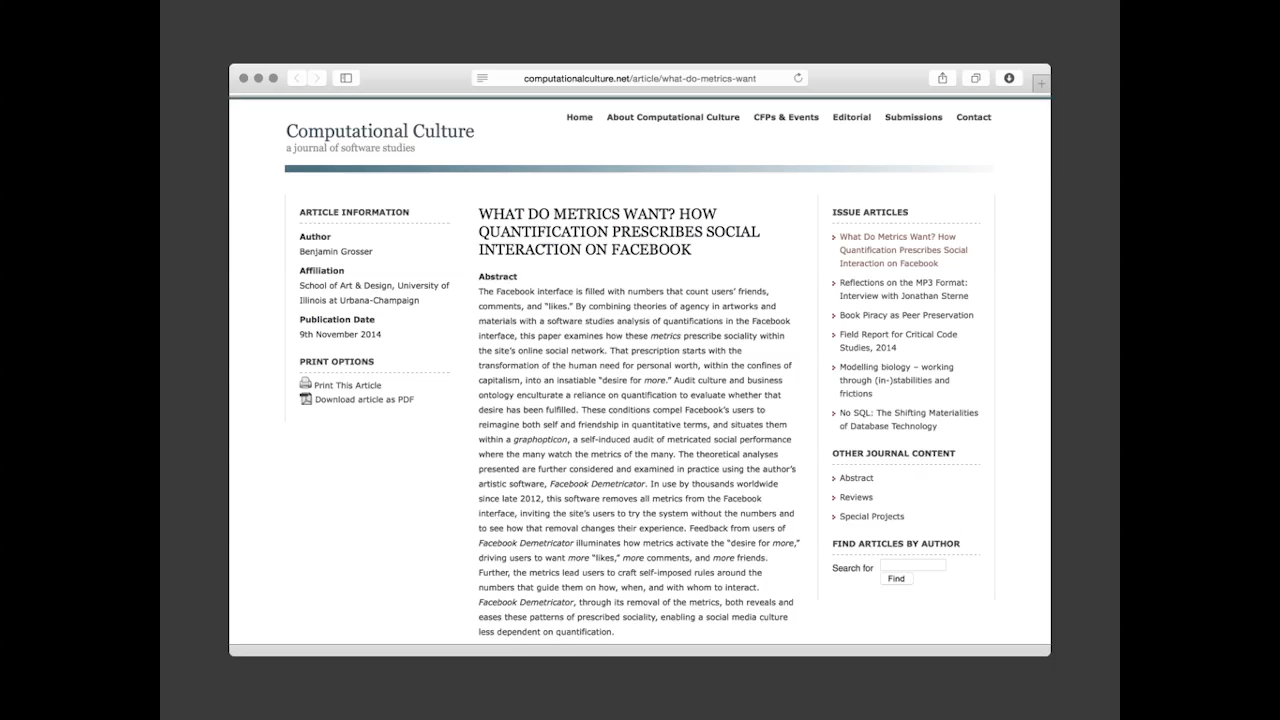 computationalculture.net/article/what-do-metrics-want
Home About Computational Culture CFPs & Events Editorial Submissions Contact
Computational Culture
a journal of software studies
ARTICLE INFORMATION
Author
Benjamin Grosser
Affiliation
School of Art & Design, University of
Illinois at Urbana-Champaign
Publication Date
9th November 2014
PRINT OPTIONS
Print This Article
Download article as PDF
WHAT DO METRICS WANT? HOW
QUANTIFICATION PRESCRIBES SOCIAL
INTERACTION ON FACEBOOK
Abstract
The Facebook interface is filled with numbers that count users’ friends,
comments, and “likes.” By combining theories of agency in artworks and
materials with a software studies analysis of quantifications in the Facebook
interface, this paper examines how these metrics prescribe sociality within
the site’s online social network. That prescription starts with the
transformation of the human need for personal worth, within the confines of
capitalism, into an insatiable “desire for more.” Audit culture and business
ontology enculturate a reliance on quantification to evaluate whether that
desire has been fulfilled. These conditions compel Facebook’s users to
reimagine both self and friendship in quantitative terms, and situates them
within a graphopticon, a self-induced audit of metricated social performance
where the many watch the metrics of the many. The theoretical analyses
presented are further considered and examined in practice using the author’s
artistic software, Facebook Demetricator. In use by thousands worldwide
since late 2012, this software removes all metrics from the Facebook
interface, inviting the site’s users to try the system without the numbers and
to see how that removal changes their experience. Feedback from users of
Facebook Demetricator illuminates how metrics activate the “desire for more,”
driving users to want more “likes,” more comments, and more friends.
Further, the metrics lead users to craft self-imposed rules around the
numbers that guide them on how, when, and with whom to interact.
Facebook Demetricator, through its removal of the metrics, both reveals and
eases these patterns of prescribed sociality, enabling a social media culture
less dependent on quantification.
ISSUE ARTICLES
What Do Metrics Want? How
Quantification Prescribes Social
Interaction on Facebook
Reflections on the MP3 Format:
Interview with Jonathan Sterne
Book Piracy as Peer Preservation
Field Report for Critical Code
Studies, 2014
Modelling biology – working
through (in-)stabilities and
frictions
No SQL: The Shifting Materialities
of Database Technology
OTHER JOURNAL CONTENT
Abstract
Reviews
Special Projects
FIND ARTICLES BY AUTHOR
Search for
Find